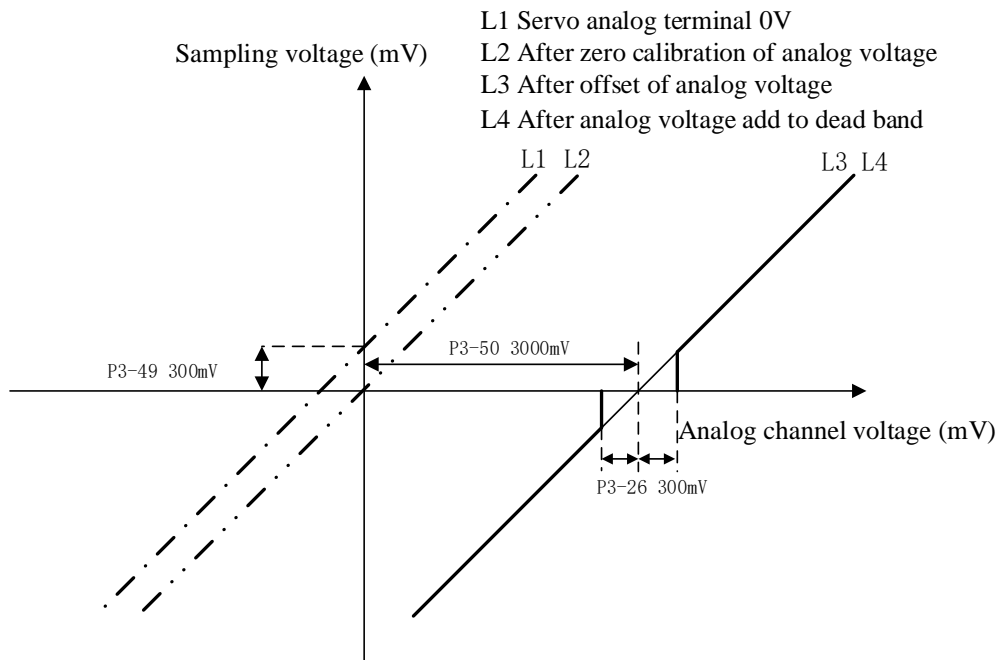 L1 Servo analog terminal 0V
Sampling voltage (mV)
L2 After zero calibration of analog voltage
L3 After offset of analog voltage
L4 After analog voltage add to dead band
L1 L2
L3 L4
P3-50 3000mV
P3-49 300mV
Analog channel voltage (mV)
P3-26 300mV